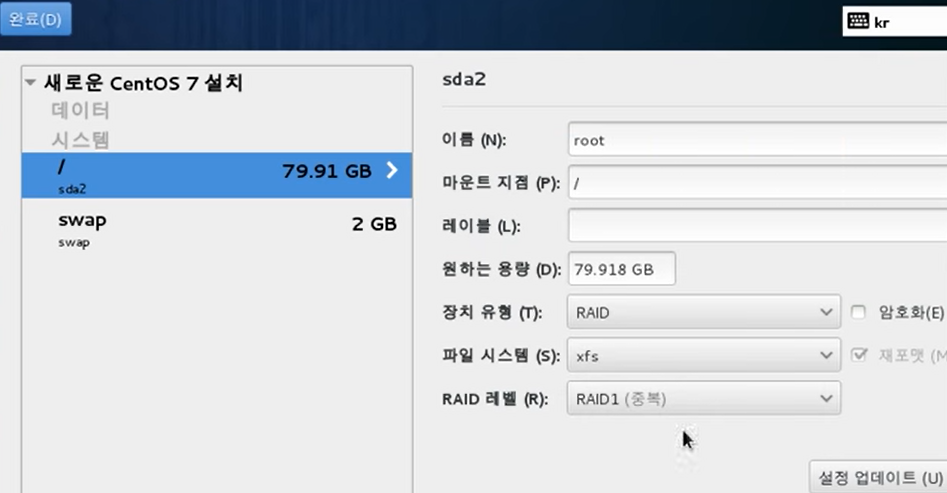 완료(D)
kr
새로운 CentOS 7 설치
데이터
시스템
/
79.91 GB
sda2
swap
2 GB
swap
sda2
이름 (N):
root
마운트 지점 (P):
/
레이블 (L):
원하는 용량 (D):
79.918 GB
장치 유형 (T):
RAID
암호화(E)
파일 시스템 (S):
xfs
재포맷 (M
RAID 레벨 (R):
RAID1 (중복)
설정 업데이트 (U)